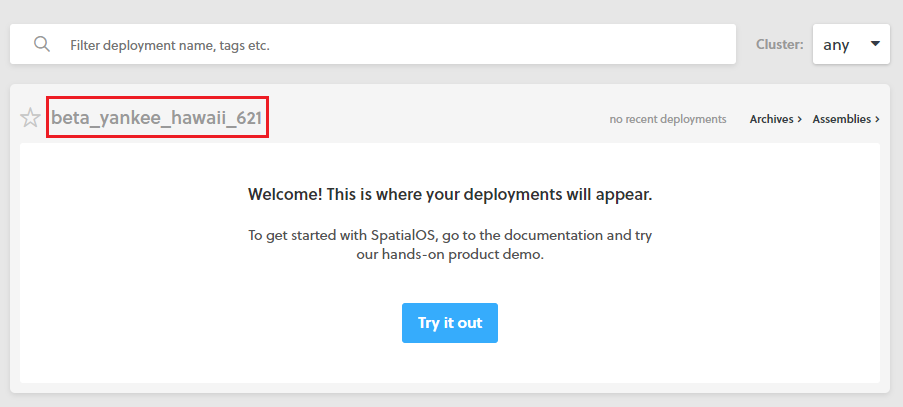 Filter deployment name, tags etc.
Cluster: any
beta_yankee_hawaii_621
no recent deployments Archives > Assemblies >
Welcome! This is where your deployments will appear.
To get started with SpatialOS, go to the documentation and try
our hands-on product demo.
Try it out